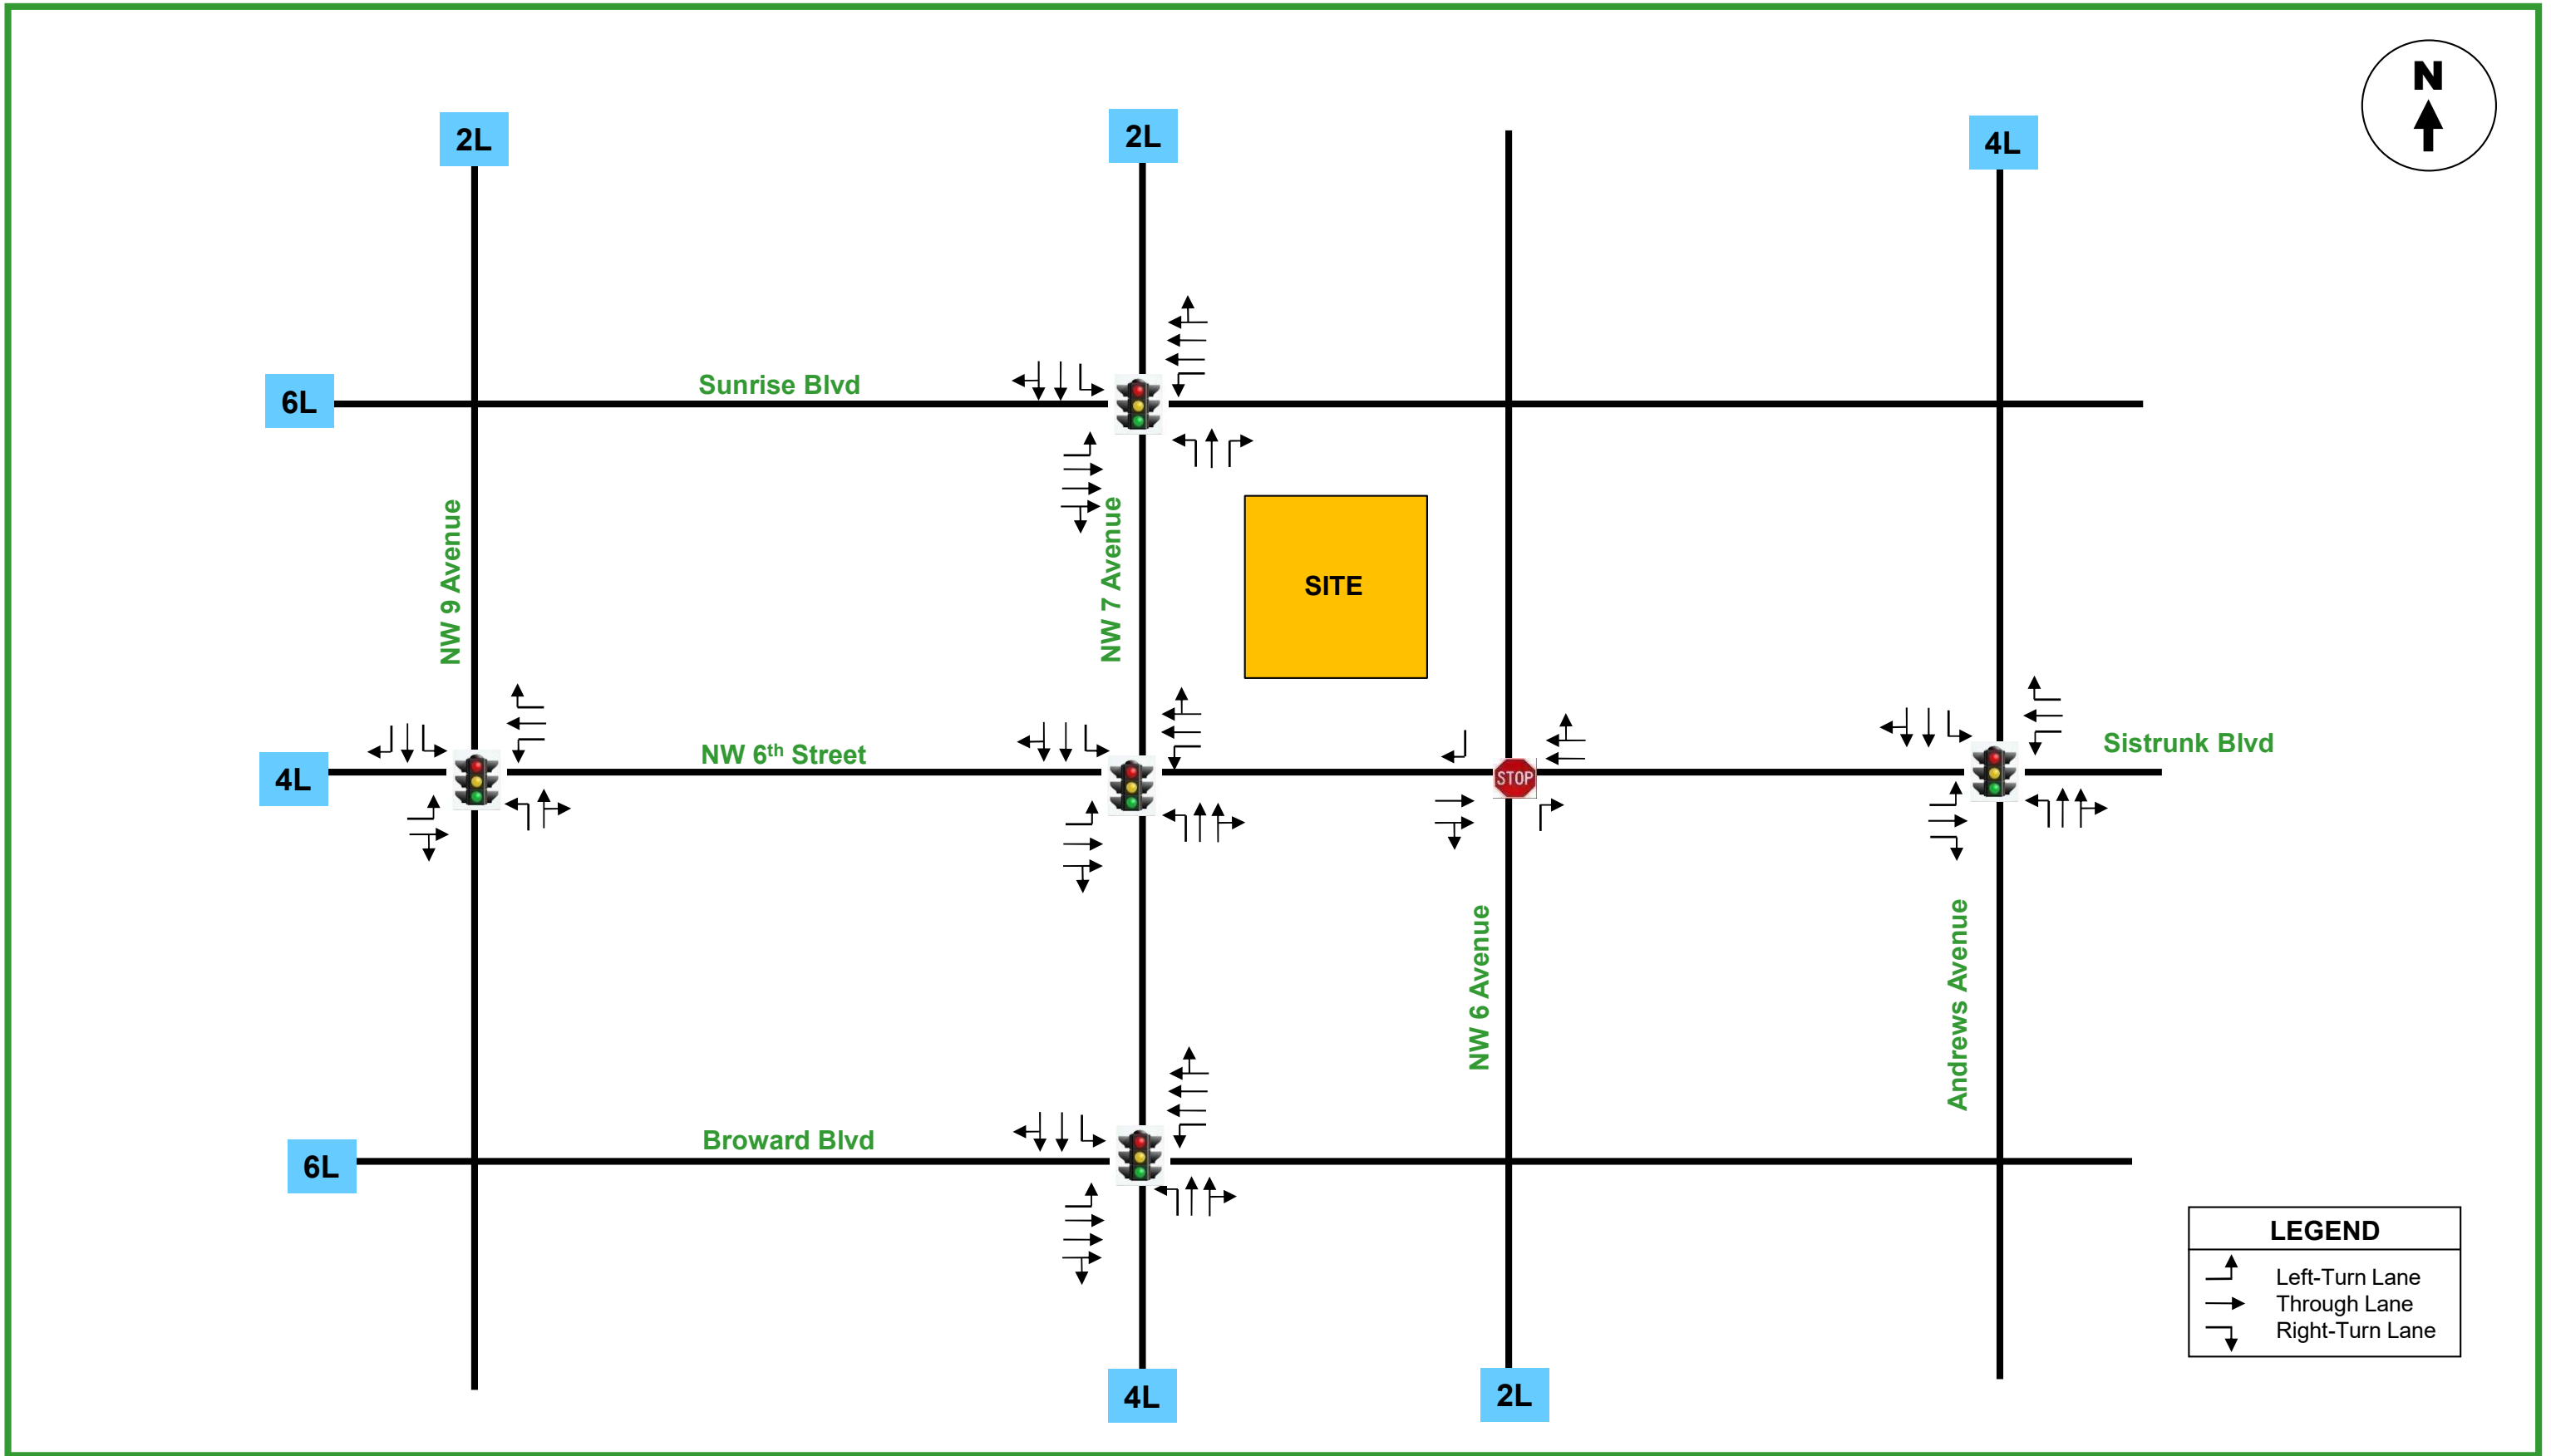 N
2L
2L
4L
6L
Sunrise Blvd
NW 9 Avenue
NW 7 Avenue
SITE
4L
NW 6th Street
STOP
Sistrunk Blvd
NW 6 Avenue
Andrews Avenue
6L
Broward Blvd
4L
2L
LEGEND
Left-Turn Lane
Through Lane
Right-Turn Lane